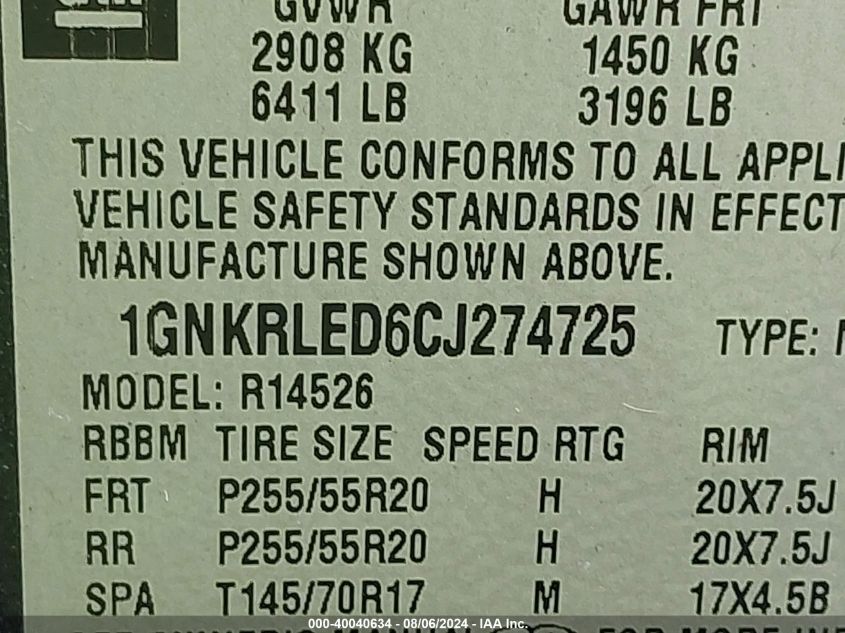 GM
GVWR GAWR FRT
2908 KG 1450 KG
6411 LB 3196 LB
THIS VEHICLE CONFORMS TO ALL APPLI
VEHICLE SAFETY STANDARDS IN EFFECT
MANUFACTURE SHOWN ABOVE.
1GNKRLED6CJ274725 TYPE:
MODEL: R14526
RBBM TIRE SIZE SPEED RTG RIM
FRT P255/55R20 H 20X7.5J
RR P255/55R20 H 20X7.5J
SPA T145/70R17 M 17X4.5B
000-40040634 - 08/06/2024 - IAA Inc.